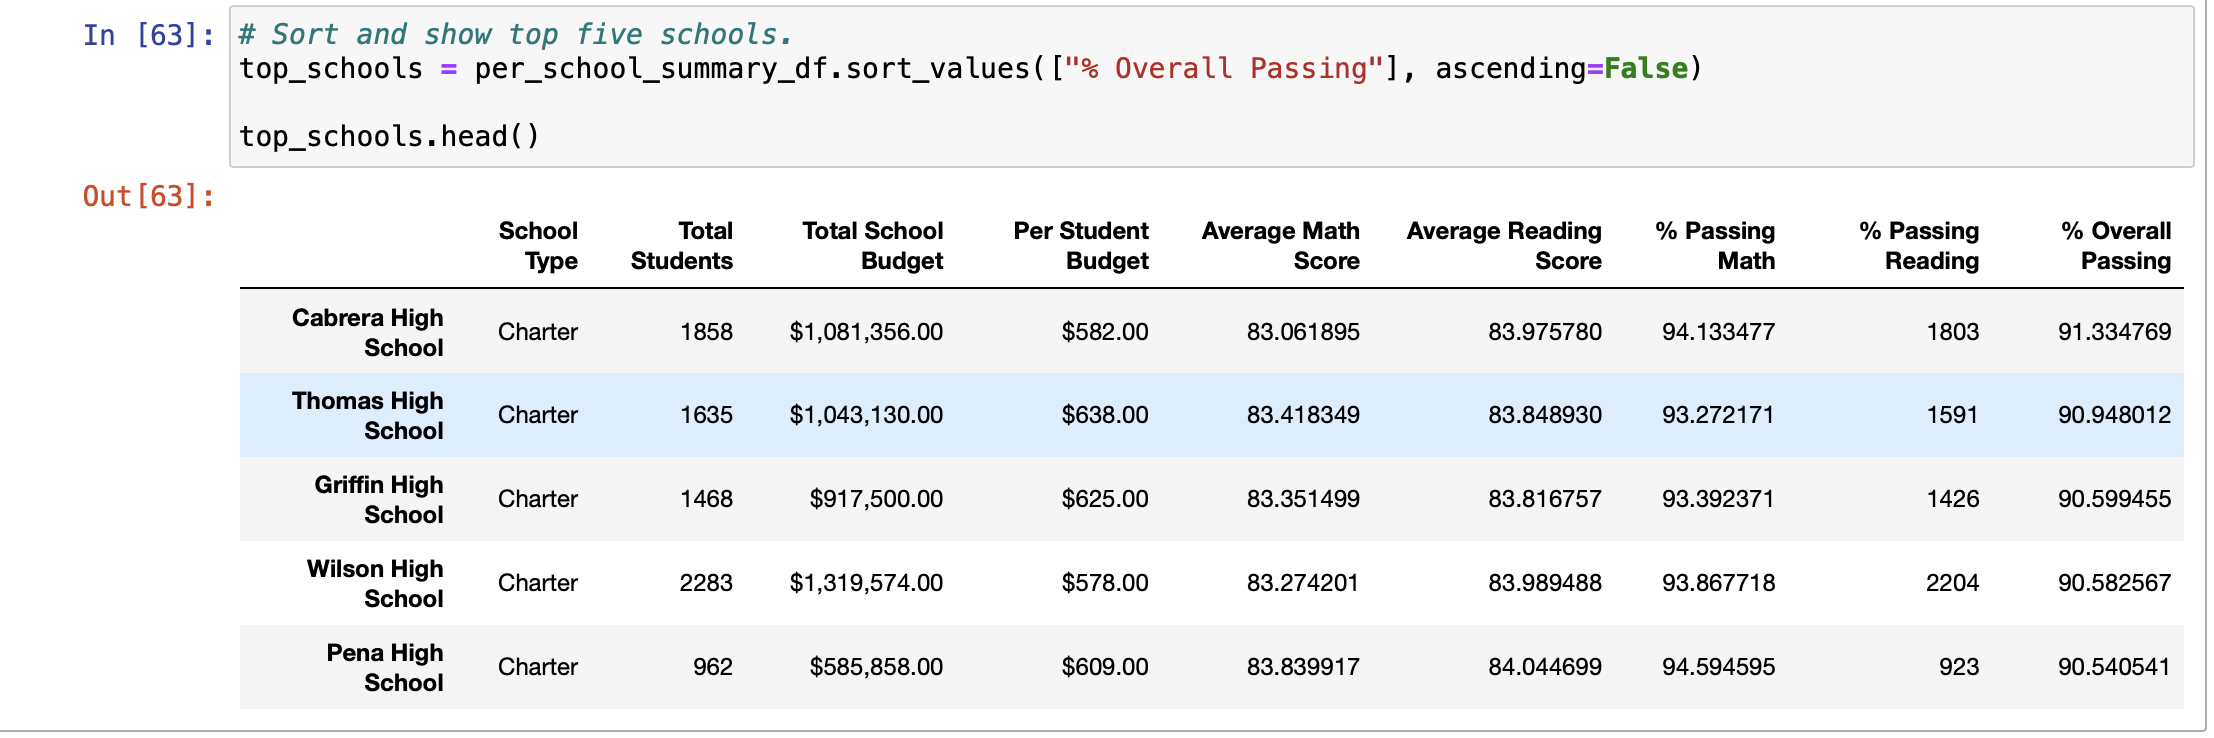 In [63]:
# Sort and show top five schools.
top_schools = per_school_summary_df.sort_values(["% Overall Passing"], ascending=False)
top_schools.head()
Out[63]:
School Type Total Students Total School Budget Per Student Budget Average Math Score Average Reading Score % Passing Math % Passing Reading % Overall Passing
Cabrera High School Charter 1858 $1,081,356.00 $582.00 83.061895 83.975780 94.133477 1803 91.334769
Thomas High School Charter 1635 $1,043,130.00 $638.00 83.418349 83.848930 93.272171 1591 90.948012
Griffin High School Charter 1468 $917,500.00 $625.00 83.351499 83.816757 93.392371 1426 90.599455
Wilson High School Charter 2283 $1,319,574.00 $578.00 83.274201 83.989488 93.867718 2204 90.582567
Pena High School Charter 962 $585,858.00 $609.00 83.839917 84.044699 94.594595 923 90.540541